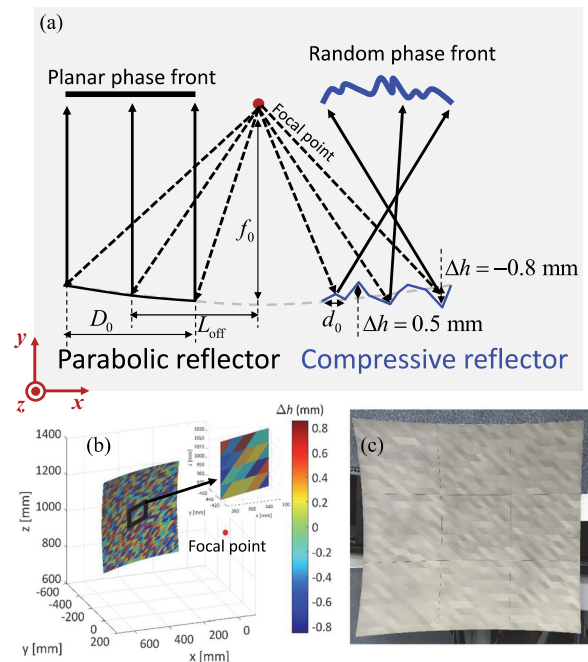 (a)
Planar phase front
Random phase front
Focal point
f₀
Δh = −0.8 mm
D₀
L_off
d₀
Δh = 0.5 mm
Parabolic reflector
Compressive reflector
y
z
x
(b)
Δh (mm)
(c)
1400
1200
1000
800
600
z [mm]
-600
-400
-200
0
200
y [mm]
600
400
200
0
x [mm]
Focal point
0.8
0.6
0.4
0.2
0
-0.2
-0.4
-0.6
-0.8